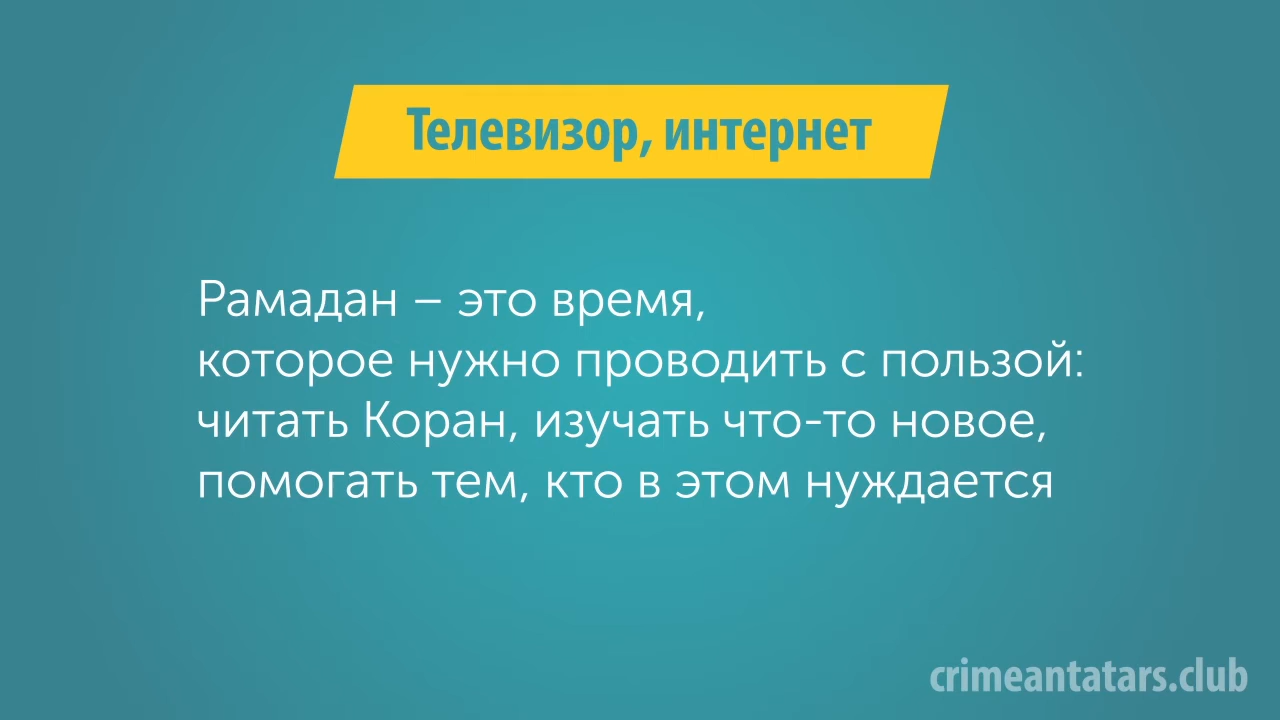 Телевизор, интернет
Рамадан – это время,
которое нужно проводить с пользой:
читать Коран, изучать что-то новое,
помогать тем, кто в этом нуждается
crimeantatars.club